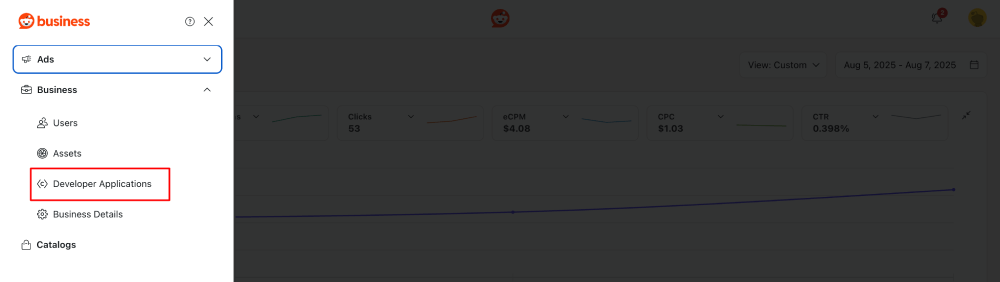 business
Ads
Business
Users
Assets
Developer Applications
Business Details
Catalogs
3
View: Custom
Aug 5, 2025 - Aug 7, 2025
Clicks
53
eCPM
$4.08
CPC
$1.03
CTR
0.398%